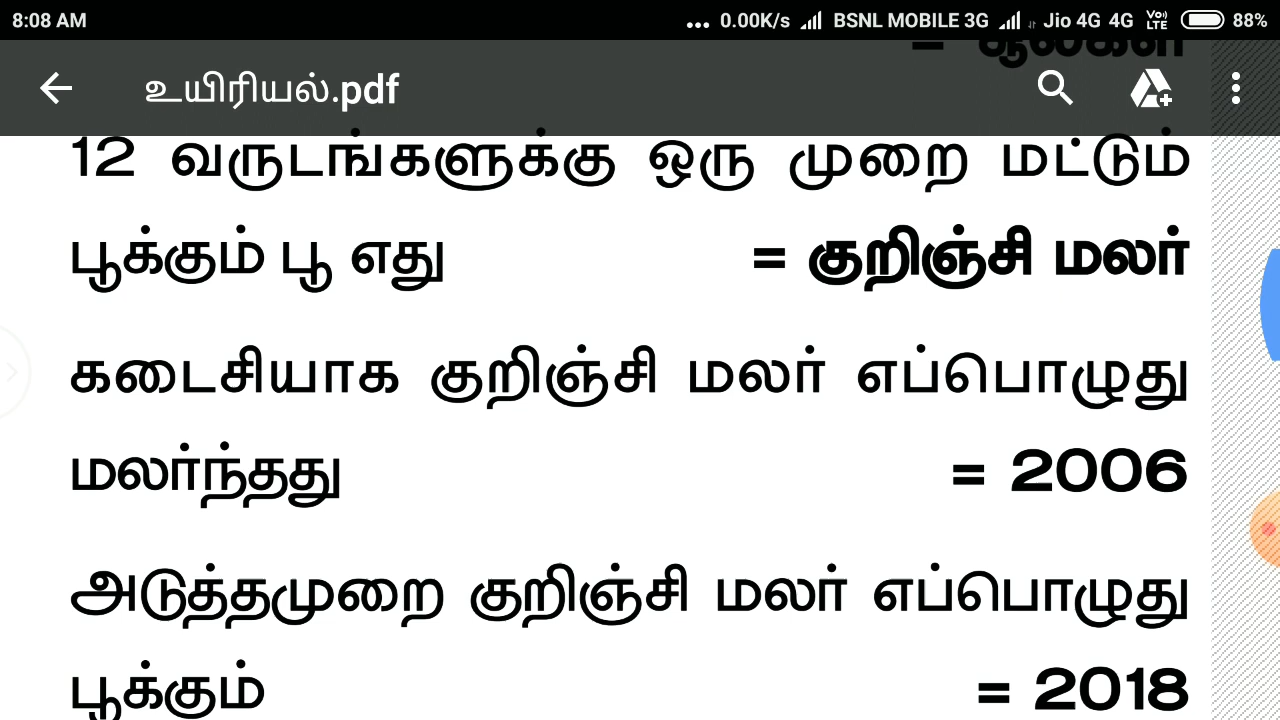 8:08 AM ... 0.00K/s BSNL MOBILE 3G Jio 4G 4G VoLTE 88%
உயிரியல்.pdf
12 வருடங்களுக்கு ஒரு முறை மட்டும்
பூக்கும் பூ எது = குறிஞ்சி மலர்
கடைசியாக குறிஞ்சி மலர் எப்பொழுது
மலர்ந்தது = 2006
அடுத்தமுறை குறிஞ்சி மலர் எப்பொழுது
பூக்கும் = 2018